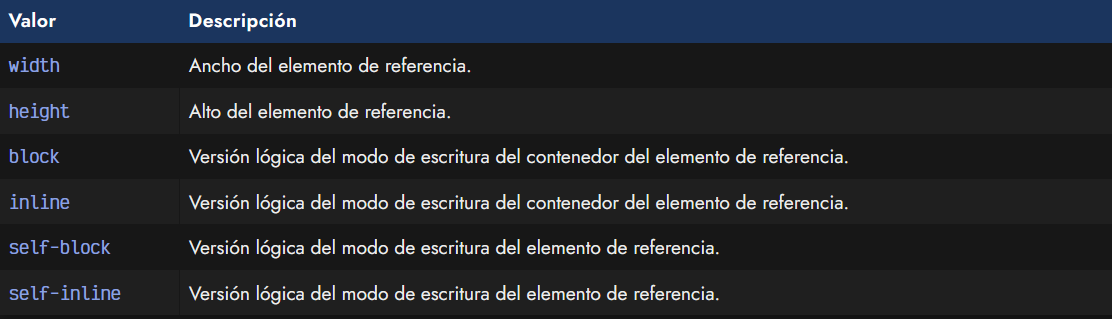 Valor Descripción
width Ancho del elemento de referencia.
height Alto del elemento de referencia.
block Versión lógica del modo de escritura del contenedor del elemento de referencia.
inline Versión lógica del modo de escritura del contenedor del elemento de referencia.
self-block Versión lógica del modo de escritura del elemento de referencia.
self-inline Versión lógica del modo de escritura del elemento de referencia.